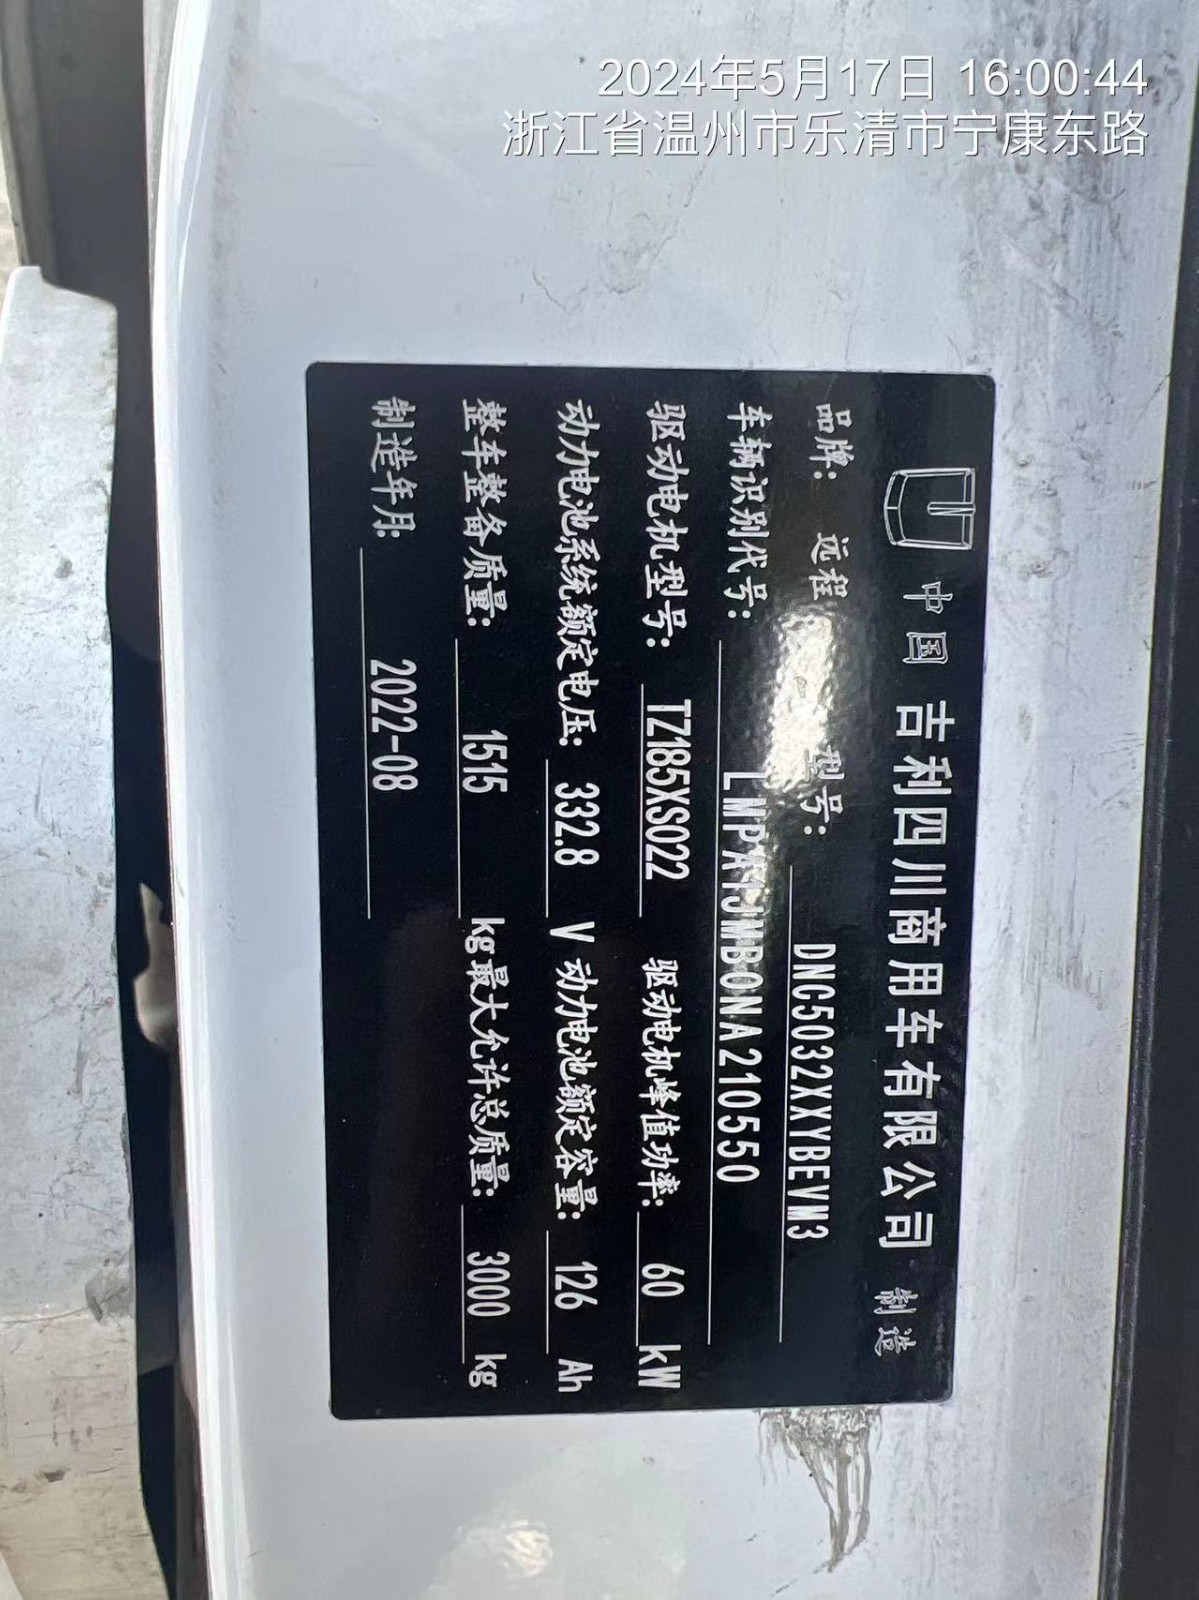 2024年5月17日 16:00:44
浙江省温州市乐清市宁康东路
中国 吉利四川商用车有限公司 制造
品牌: 远程 型号: DNC5032XXYBEVM3
车辆识别代号: LMPA1JMB0NA210550
驱动电机型号: TZ185XS022 驱动电机峰值功率: 60 kW
动力电池系统额定电压: 332.8 V 动力电池额定容量: 126 Ah
整车整备质量: 1515 kg 最大允许总质量: 3000 kg
制造年月: 2022-08